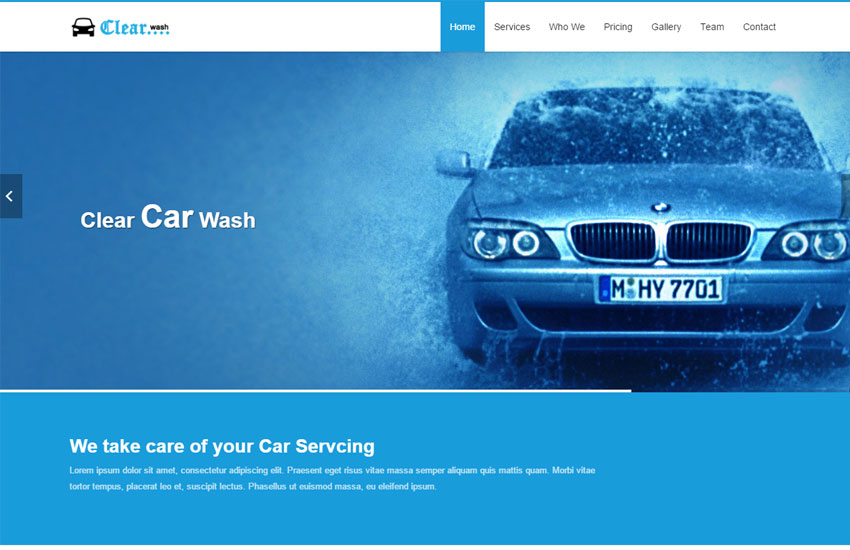 Clear.... wash
Home Services Who We Pricing Gallery Team Contact
Clear Car Wash
M HY 7701
We take care of your Car Servcing
Lorem ipsum dolor sit amet, consectetur adipiscing elit. Praesent eget risus vitae massa semper aliquam quis mattis quam. Morbi vitae
tortor tempus, placerat leo et, suscipit lectus. Phasellus ut euismod massa, eu eleifend ipsum.